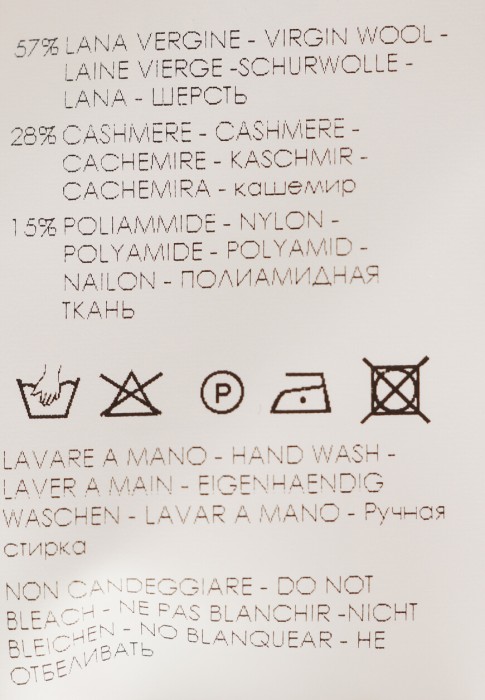 57% LANA VERGINE - VIRGIN WOOL -
LAINE VIERGE -SCHURWOLLE -
LANA - ШЕРСТЬ
28% CASHMERE - CASHMERE -
CACHEMIRE - KASCHMIR -
CACHEMIRA - кашемир
15% POLIAMMIDE - NYLON -
POLYAMIDE - POLYAMID -
NAILON - ПОЛИАМИДНАЯ
ТКАНЬ
P
LAVARE A MANO - HAND WASH -
LAVER A MAIN - EIGENHAENDIG
WASCHEN - LAVAR A MANO - Ручная
стирка
NON CANDEGGIARE - DO NOT
BLEACH - NE PAS BLANCHIR -NICHT
BLEICHEN - NO BLANQUEAR - НЕ
ОТБЕЛИВАТЬ